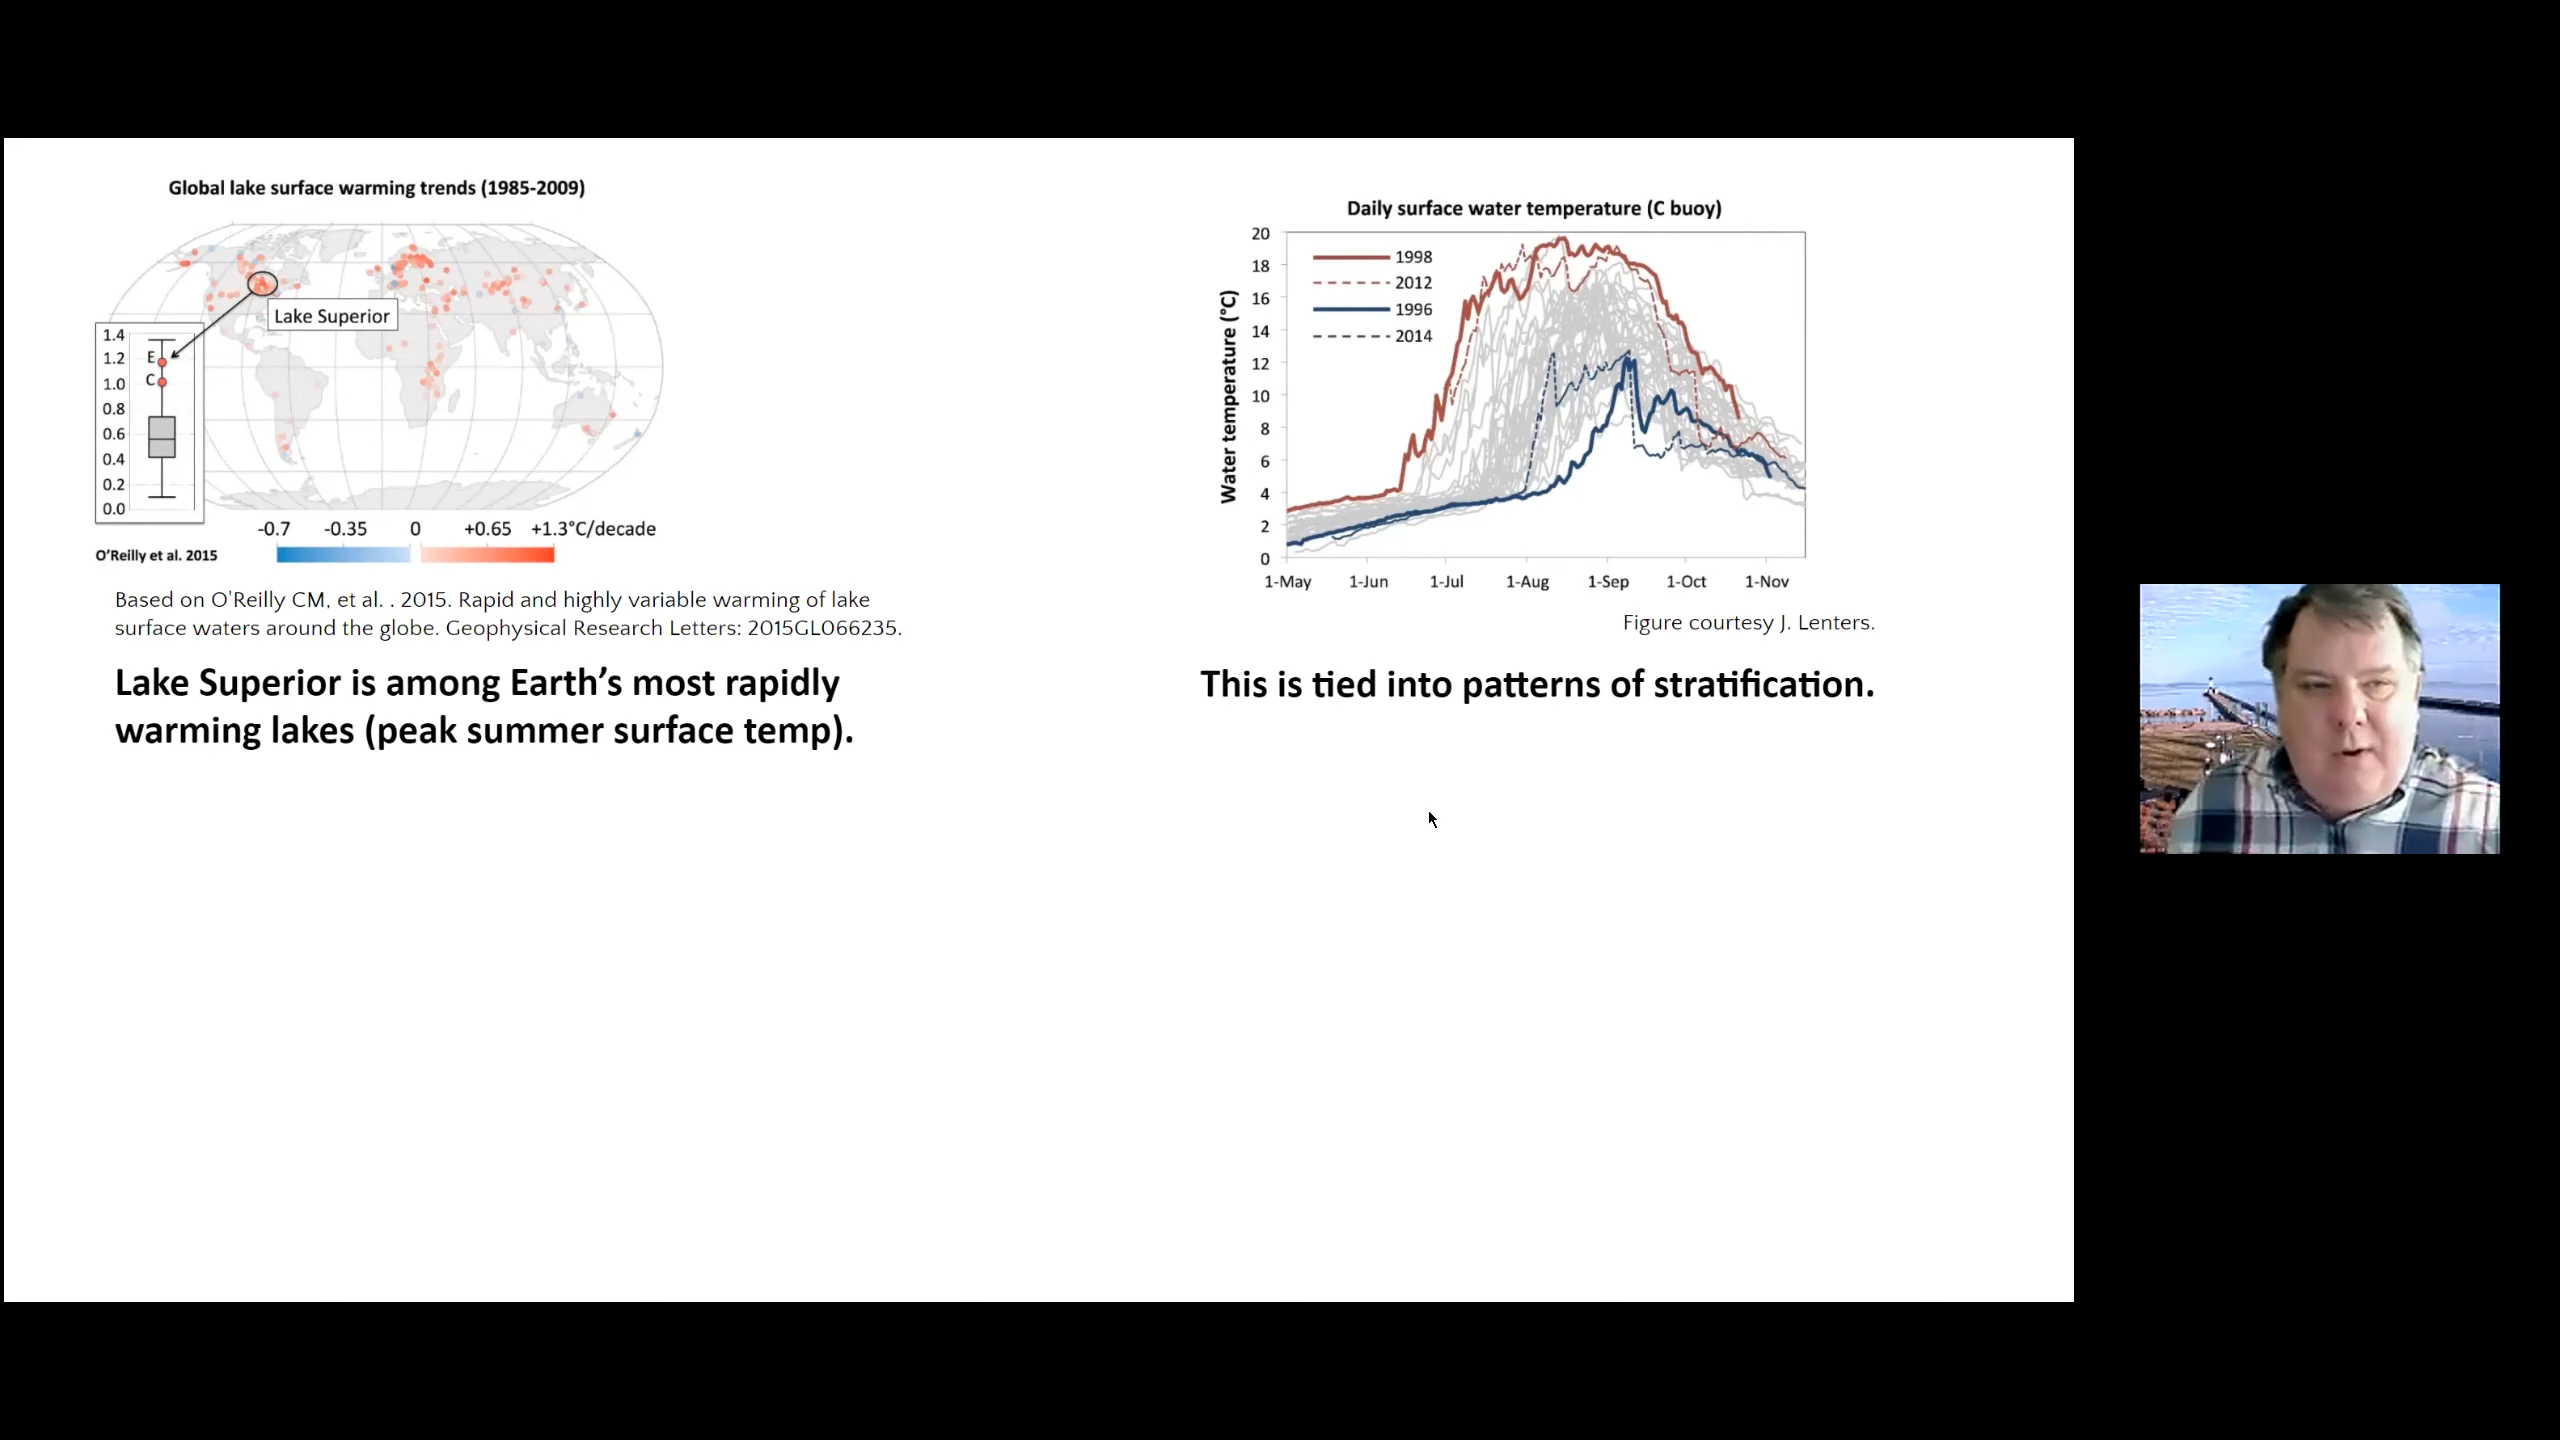 Global lake surface warming trends (1985-2009)
Lake Superior
1.4
1.2
1.0
0.8
0.6
0.4
0.2
0.0
E
C
-0.7 -0.35 0 +0.65 +1.3°C/decade
O'Reilly et al. 2015
Based on O'Reilly CM, et al. . 2015. Rapid and highly variable warming of lake
surface waters around the globe. Geophysical Research Letters: 2015GL066235.
Lake Superior is among Earth’s most rapidly
warming lakes (peak summer surface temp).
Daily surface water temperature (C buoy)
Water temperature (°C)
20
18
16
14
12
10
8
6
4
2
0
1998
2012
1996
2014
1-May 1-Jun 1-Jul 1-Aug 1-Sep 1-Oct 1-Nov
Figure courtesy J. Lenters.
This is tied into patterns of stratification.